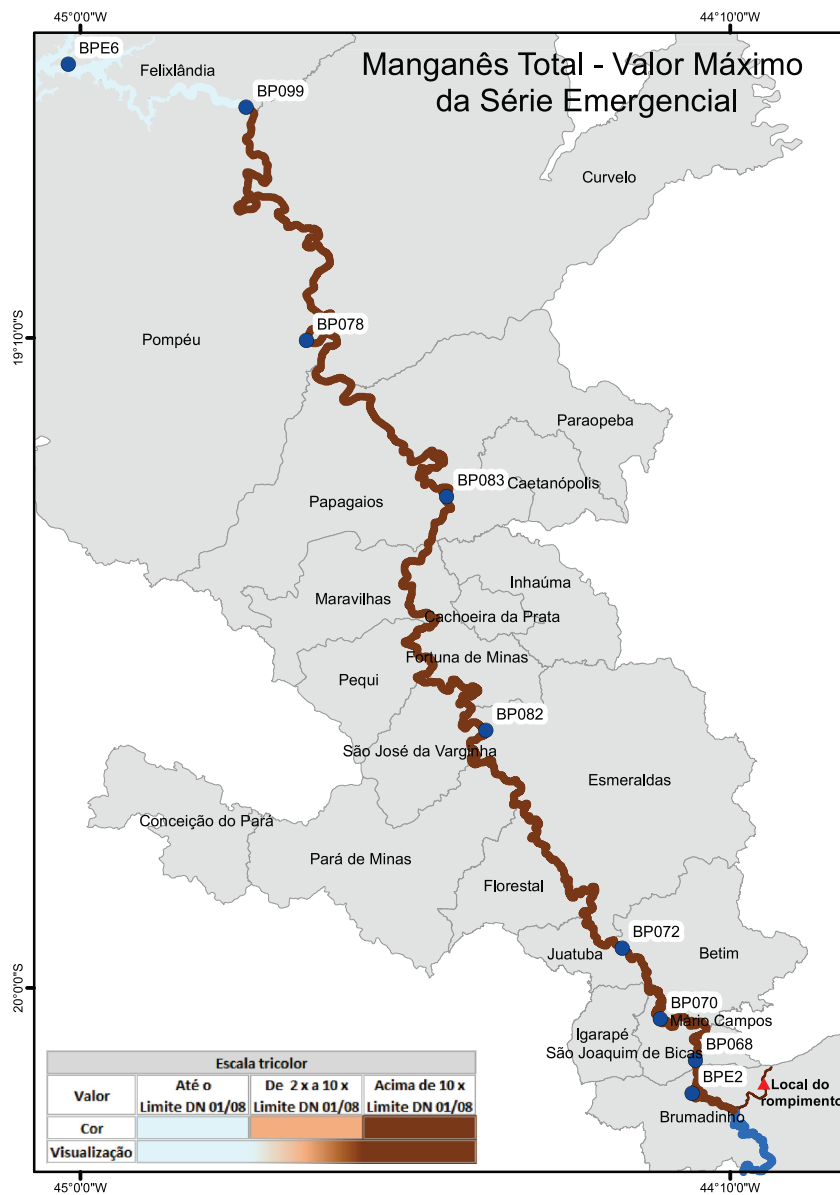 45°0'0"W
44°10'0"W
BPE6
Felixlândia
Manganês Total - Valor Máximo
da Série Emergencial
BP099
Curvelo
19°10'0"S
BP078
Pompéu
Paraopeba
BP083
Caetanópolis
Papagaios
Inhaúma
Maravilhas
Cachoeira da Prata
Fortuna de Minas
Pequi
BP082
São José da Varginha
Esmeraldas
Conceição do Pará
Pará de Minas
Florestal
BP072
Juatuba
Betim
20°0'0"S
BP070
Mário Campos
Igarapé
BP068
São Joaquim de Bicas
BPE2
Local do
rompimento
Brumadinho
Escala tricolor
Valor
Até o
Limite DN 01/08
De 2 x a 10 x
Limite DN 01/08
Acima de 10 x
Limite DN 01/08
Cor
Visualização
45°0'0"W
44°10'0"W